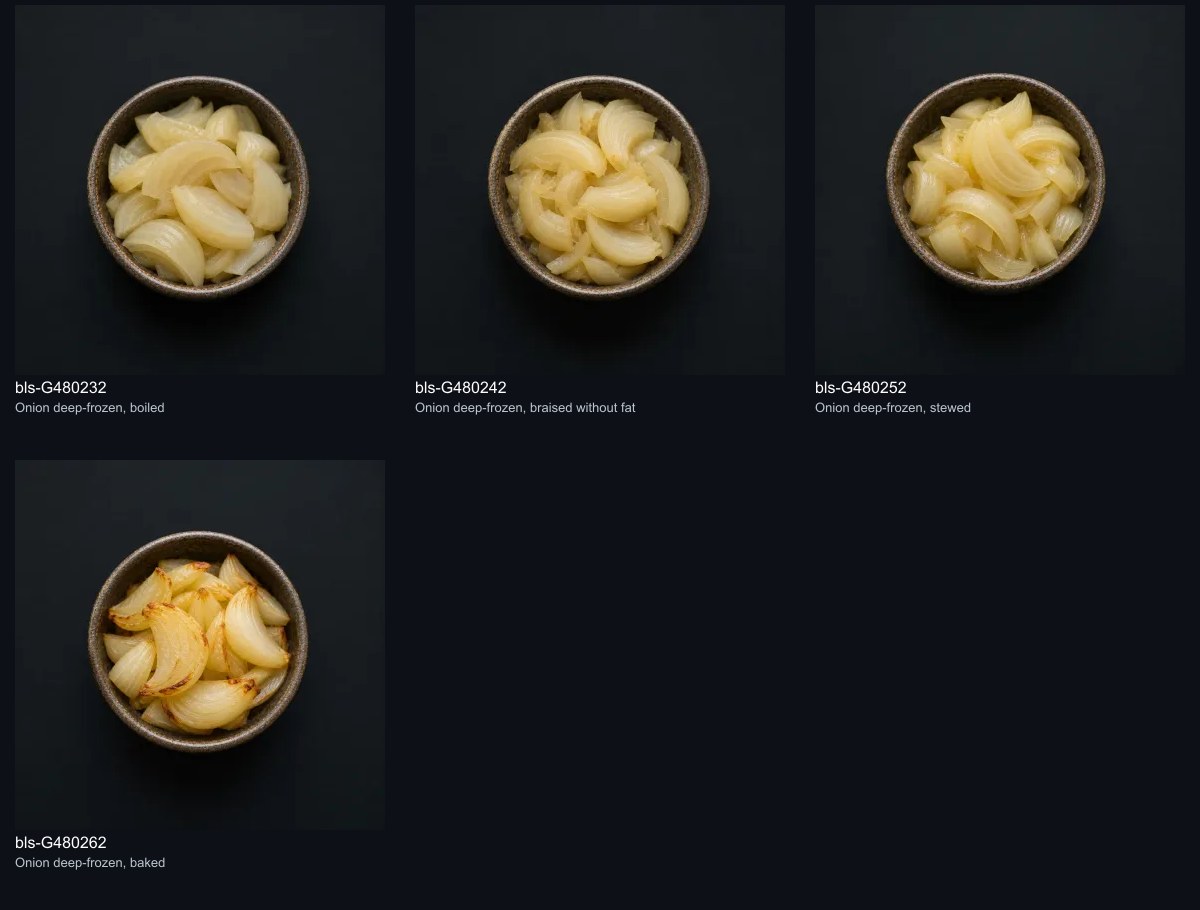 bls-G480232
Onion deep-frozen, boiled
bls-G480242
Onion deep-frozen, braised without fat
bls-G480252
Onion deep-frozen, stewed
bls-G480262
Onion deep-frozen, baked